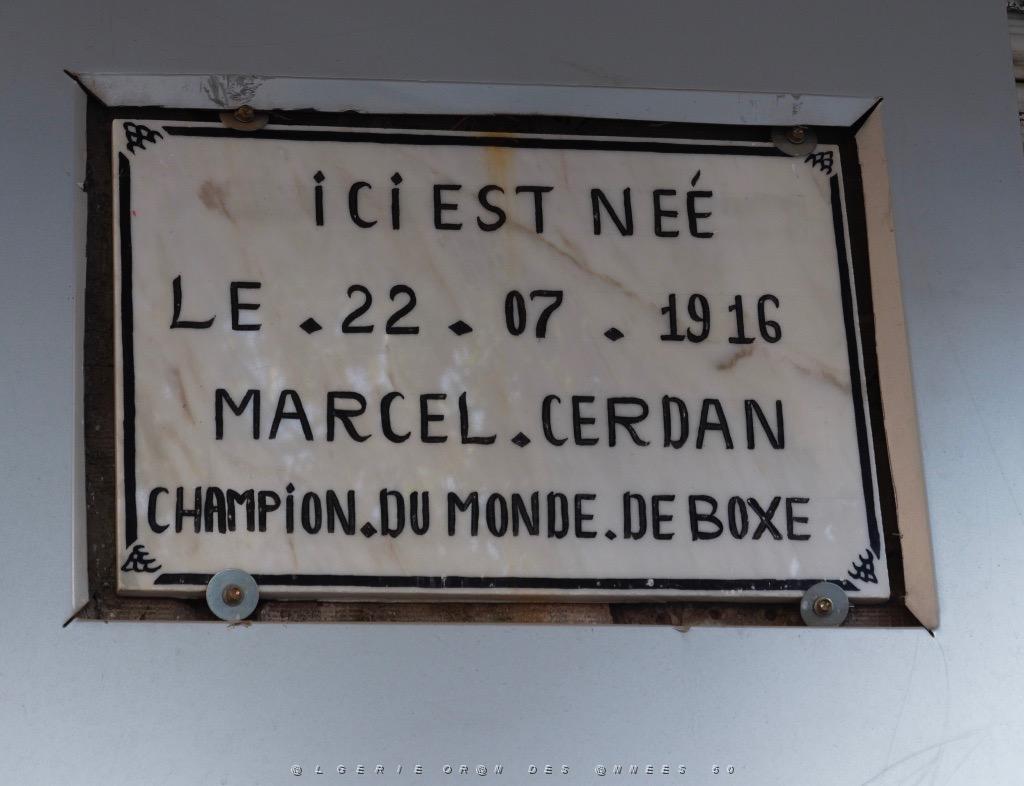 iCi EST NEÉ
LE . 22 . 07 . 1916
MARCEL . CERDAN
CHAMPiON.DU MONDE.DE BOXE
@LGERIE OR@N DES @NNEES 50